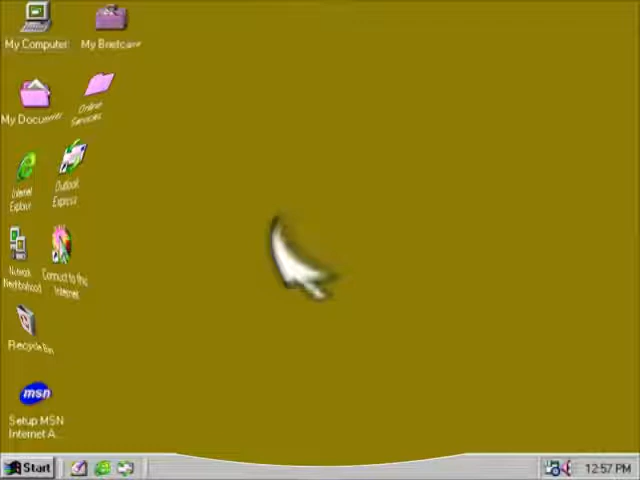 My Computer
My Briefcase
My Documents
Online
Services
Internet
Explorer
Outlook
Express
Network
Neighborhood
Connect to the
Internet
Recycle Bin
msn
Setup MSN
Internet A...
Start
12:57 PM